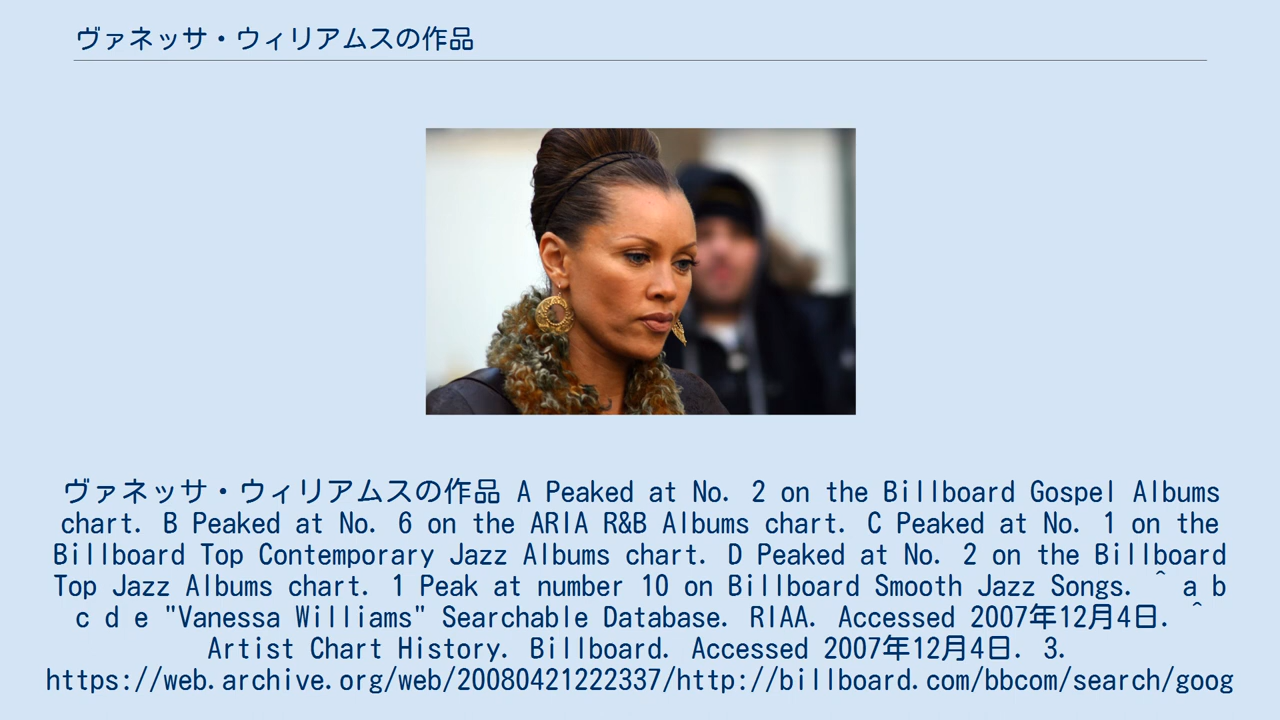 ヴァネッサ・ウィリアムスの作品
ヴァネッサ・ウィリアムスの作品 A Peaked at No. 2 on the Billboard Gospel Albums
chart. B Peaked at No. 6 on the ARIA R&B Albums chart. C Peaked at No. 1 on the
Billboard Top Contemporary Jazz Albums chart. D Peaked at No. 2 on the Billboard
Top Jazz Albums chart. 1 Peak at number 10 on Billboard Smooth Jazz Songs. ^ a b
c d e "Vanessa Williams" Searchable Database. RIAA. Accessed 2007年12月4日. ^
Artist Chart History. Billboard. Accessed 2007年12月4日. 3.
https://web.archive.org/web/20080421222337/http://billboard.com/bbcom/search/goog